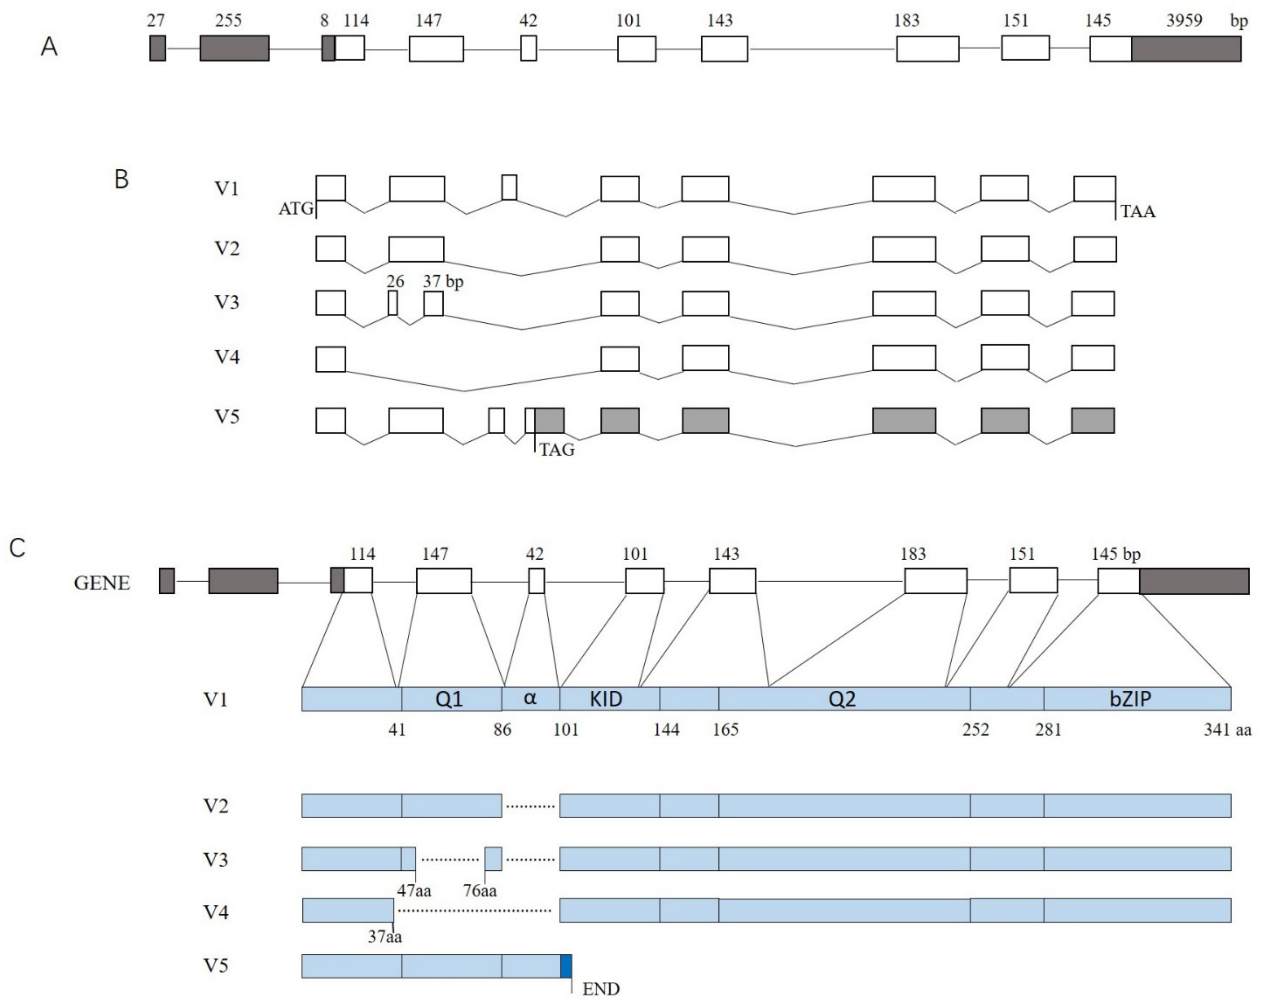 27 255 8 114 147 42 101 143 183 151 145 3959 bp
A
B
V1
ATG TAA
V2
26 37 bp
V3
V4
V5
TAG
C
114 147 42 101 143 183 151 145 bp
GENE
V1 Q1 α KID Q2 bZIP
41 86 101 144 165 252 281 341 aa
V2
V3
47aa 76aa
V4
37aa
V5
END